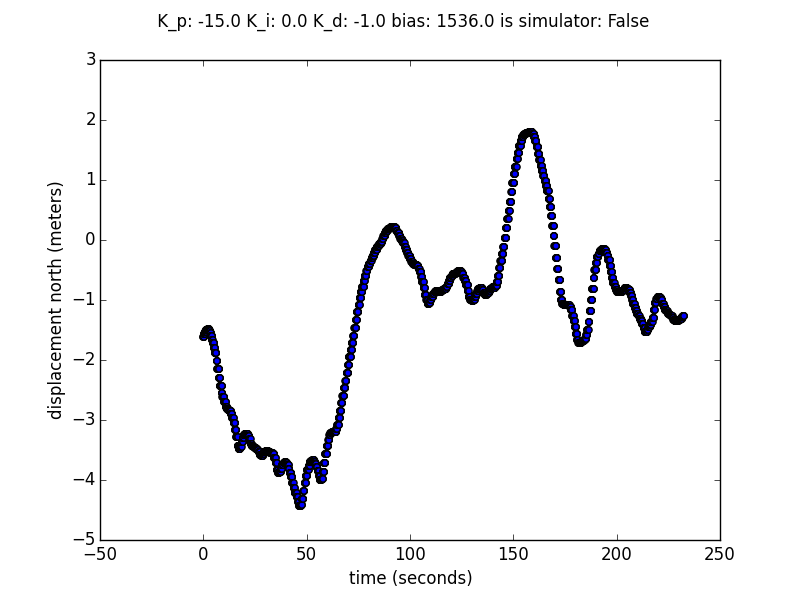 K_p: -15.0 K_i: 0.0 K_d: -1.0 bias: 1536.0 is simulator: False
3
2
1
0
−1
−2
−3
−4
−5
displacement north (meters)
−50 0 50 100 150 200 250
time (seconds)